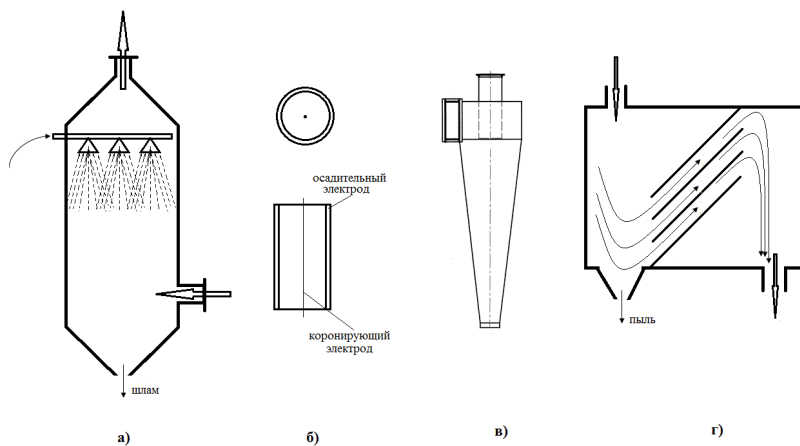 осадительный
электрод
коронирующий
электрод
шлам
пыль
а)
б)
в)
г)